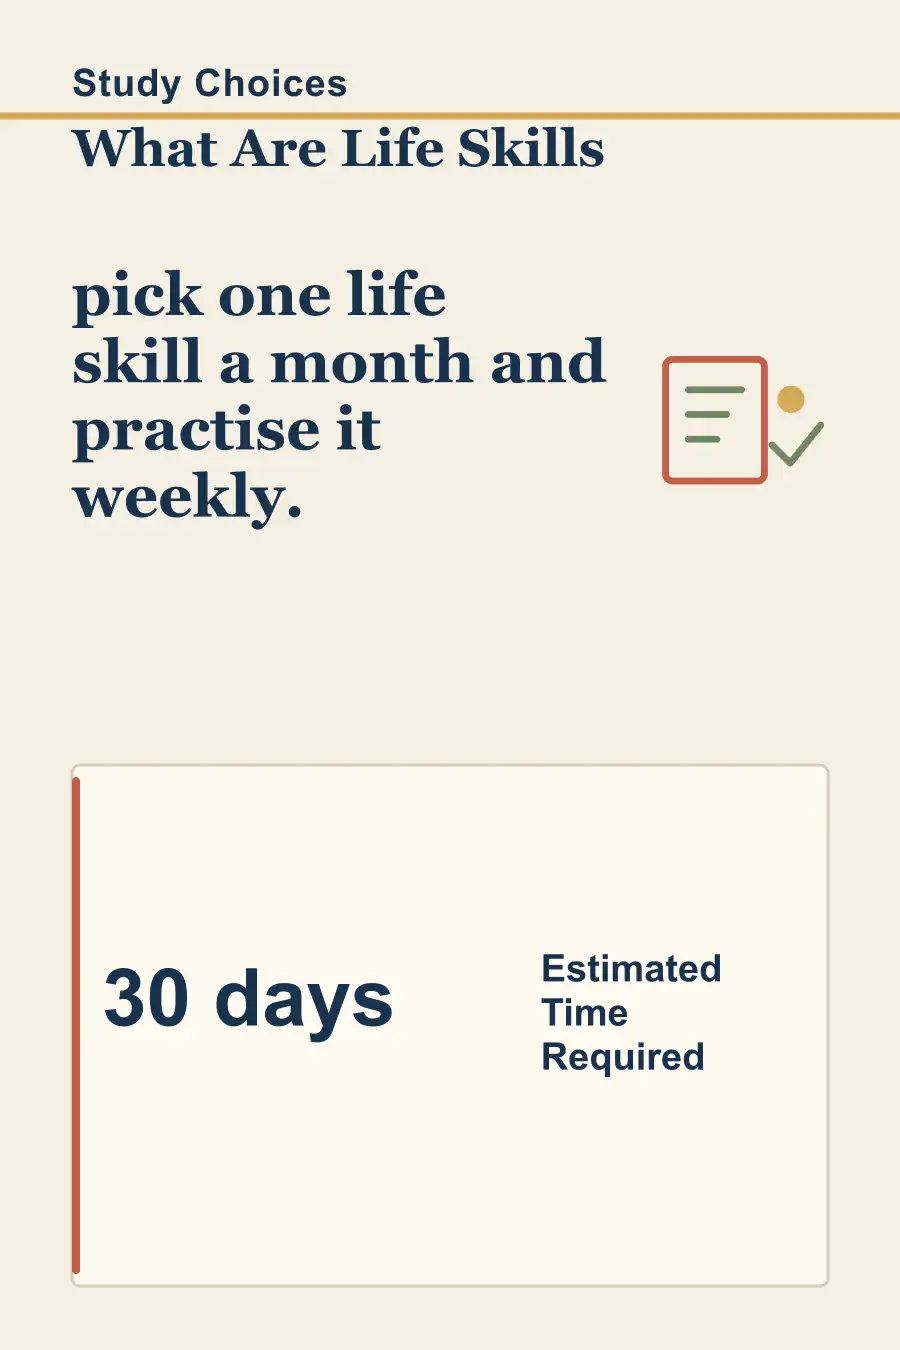 Study Choices
What Are Life Skills
pick one life
skill a month and
practise it
weekly.
30 days
Estimated
Time
Required